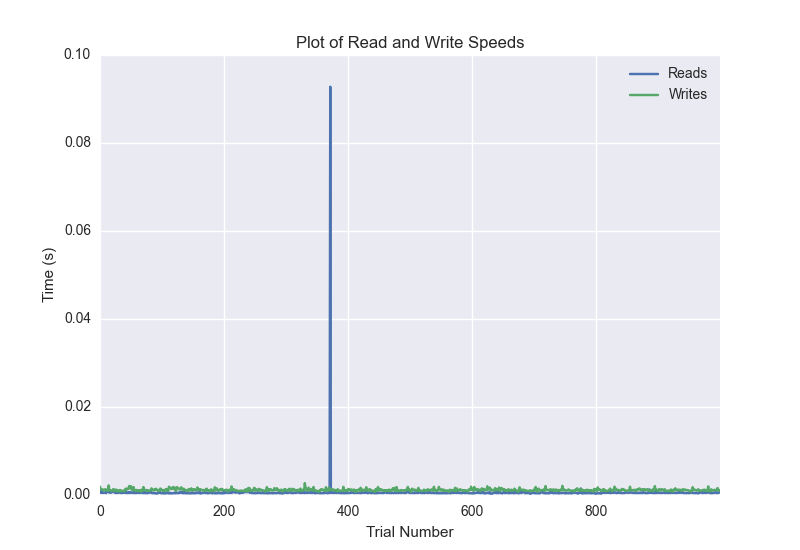 Plot of Read and Write Speeds
0.10
0.08
0.06
0.04
0.02
0.00
Time (s)
Reads
Writes
0 200 400 600 800
Trial Number